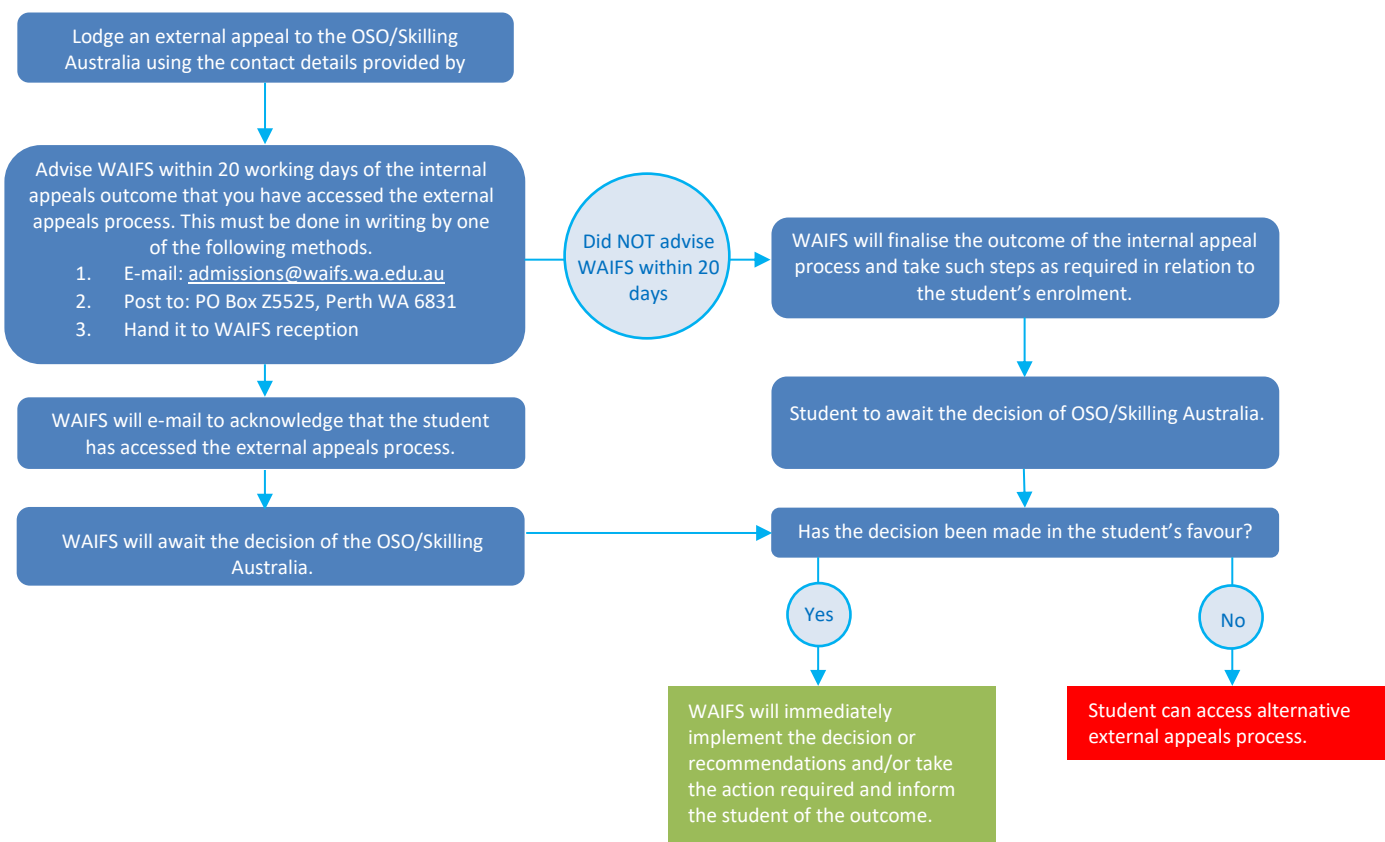 Lodge an external appeal to the OSO/Skilling
Australia using the contact details provided by
Advise WAIFS within 20 working days of the internal
appeals outcome that you have accessed the external
appeals process. This must be done in writing by one
of the following methods.
1. E-mail: admissions@waifs.wa.edu.au
2. Post to: PO Box Z5525, Perth WA 6831
3. Hand it to WAIFS reception
Did NOT advise
WAIFS within 20
days
WAIFS will finalise the outcome of the internal appeal
process and take such steps as required in relation to
the student’s enrolment.
WAIFS will e-mail to acknowledge that the student
has accessed the external appeals process.
Student to await the decision of OSO/Skilling Australia.
WAIFS will await the decision of the OSO/Skilling
Australia.
Has the decision been made in the student’s favour?
Yes
No
WAIFS will immediately
implement the decision or
recommendations and/or take
the action required and inform
the student of the outcome.
Student can access alternative
external appeals process.